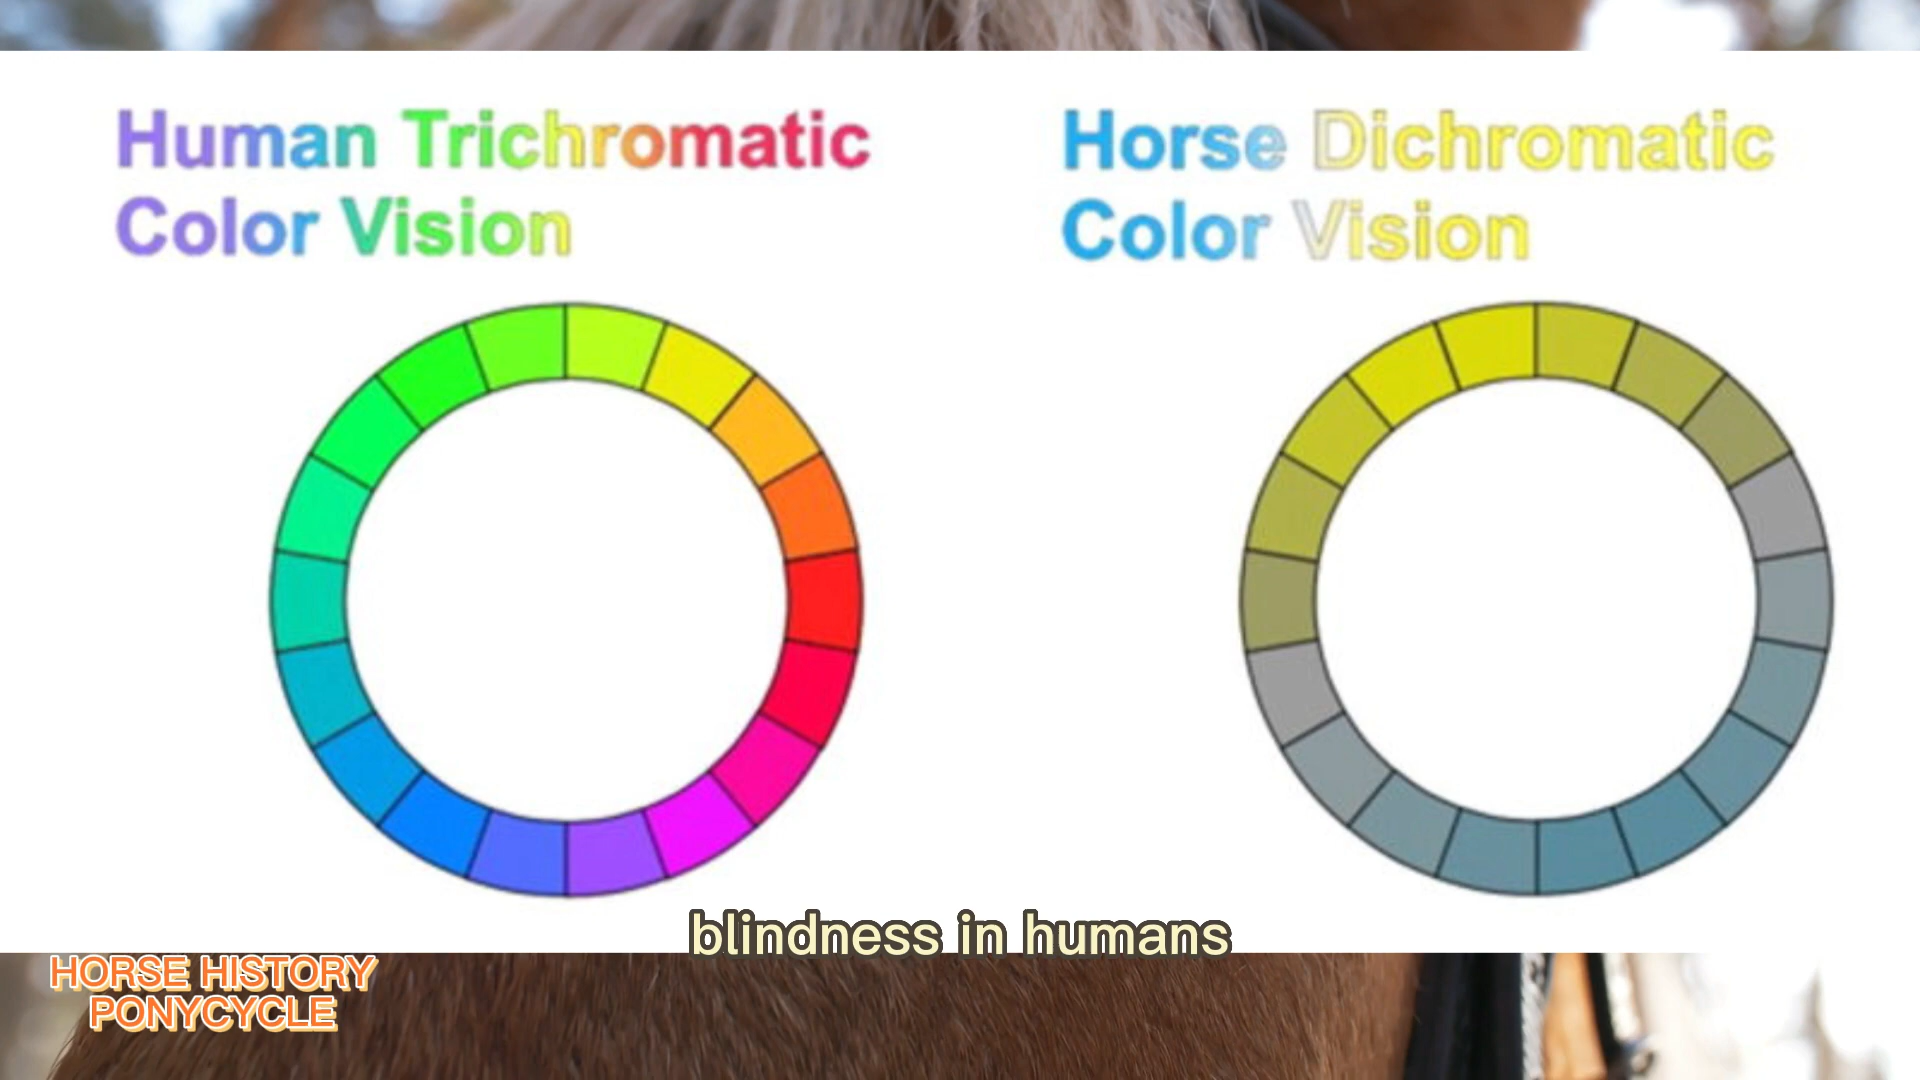 Human Trichromatic
Color Vision
Horse Dichromatic
Color Vision
blindness in humans
HORSE HISTORY
PONYCYCLE